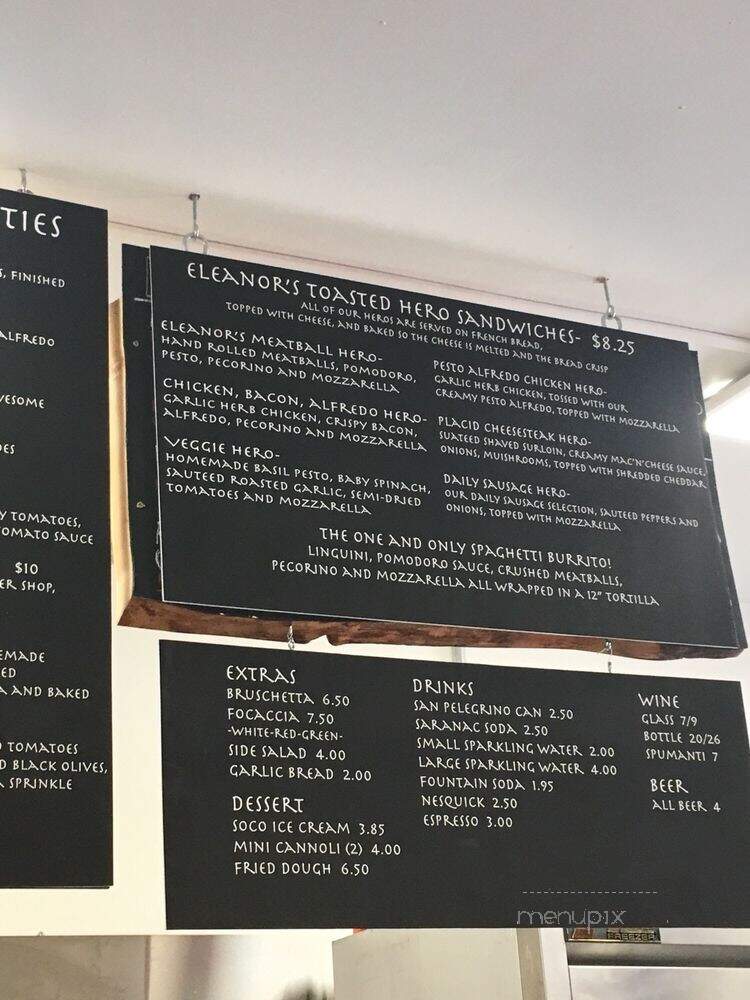 TIES
S, FINISHED
ALFREDO
VESOME
DES
Y TOMATOES,
TOMATO SAUCE
$10
ER SHOP,
EMADE
ED
A AND BAKED
O TOMATOES
D BLACK OLIVES,
A SPRINKLE
ELEANOR'S TOASTED HERO SANDWICHES- $8.25
ALL OF OUR HEROS ARE SERVED ON FRENCH BREAD,
TOPPED WITH CHEESE, AND BAKED SO THE CHEESE IS MELTED AND THE BREAD CRISP
ELEANOR'S MEATBALL HERO-
HAND ROLLED MEATBALLS, POMODORO,
PESTO, PECORINO AND MOZZARELLA
CHICKEN, BACON, ALFREDO HERO-
GARLIC HERB CHICKEN, CRISPY BACON,
ALFREDO, PECORINO AND MOZZARELLA
VEGGIE HERO-
HOMEMADE BASIL PESTO, BABY SPINACH,
SAUTEED ROASTED GARLIC, SEMI-DRIED
TOMATOES AND MOZZARELLA
PESTO ALFREDO CHICKEN HERO-
GARLIC HERB CHICKEN, TOSSED WITH OUR
CREAMY PESTO ALFREDO, TOPPED WITH MOZZARELLA
PLACID CHEESESTEAK HERO-
SUATEED SHAVED SURLOIN, CREAMY MAC'N'CHEESE SAUCE,
ONIONS, MUISHROOMS, TOPPED WITH SHREDDED CHEDDAR
DAILY SAUSAGE HERO-
OUR DAILY SAUSAGE SELECTION, SAUTEED PEPPERS AND
ONIONS, TOPPED WITH MOZZARELLA
THE ONE AND ONLY SPAGHETTI BURRITO!
LINGUINI, POMODORO SAUCE, CRUSHED MEATBALLS,
PECORINO AND MOZZARELLA ALL WRAPPED IN A 12" TORTILLA
EXTRAS
BRUSCHETTA 6.50
FOCACCIA 7.50
-WHITE-RED-GREEN-
SIDE SALAD 4.00
GARLIC BREAD 2.00
DESSERT
SOCO ICE CREAM 3.85
MINI CANNOLI (2) 4.00
FRIED DOUGH 6.50
DRINKS
SAN PELEGRINO CAN 2.50
SARANAC SODA 2.50
SMALL SPARKLING WATER 2.00
LARGE SPARKLING WATER 4.00
FOUNTAIN SODA 1.95
NESQUICK 2.50
ESPRESSO 3.00
WINE
GLASS 7/9
BOTTLE 20/26
SPUMANTI 7
BEER
ALL BEER 4
menupix
FREEZER